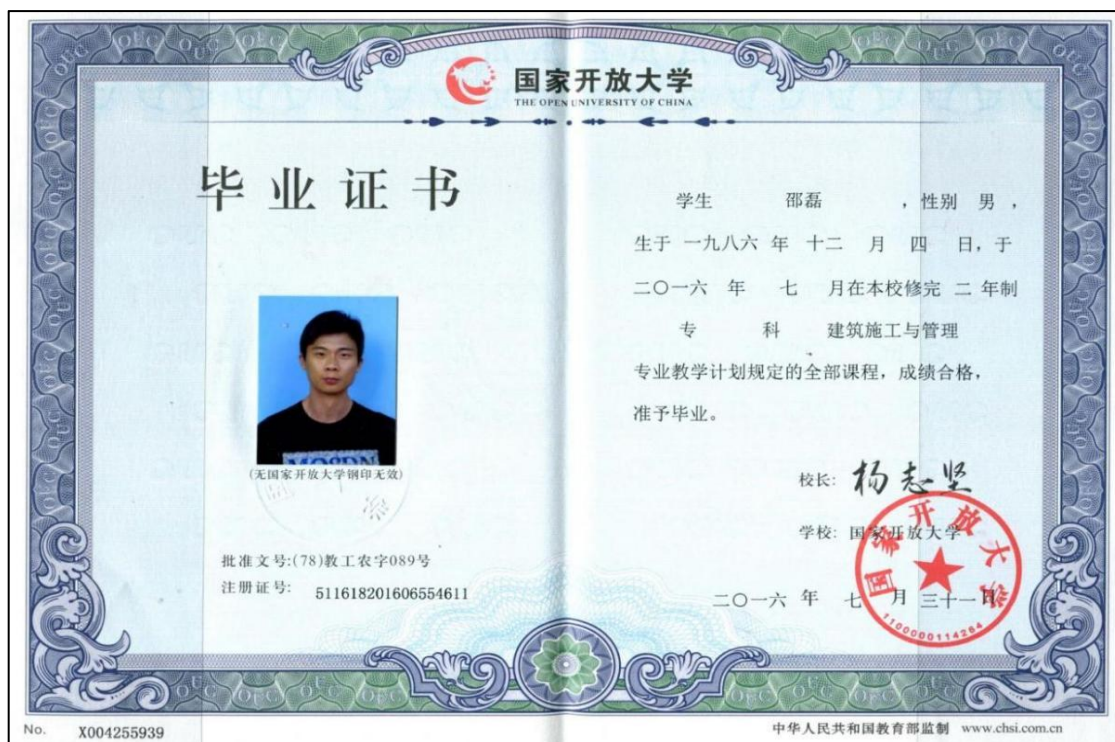 国家开放大学
THE OPEN UNIVERSITY OF CHINA
毕业证书
(无国家开放大学钢印无效)
批准文号:(78)教工农字089号
注册证号: 511618201606554611
学生 邵磊 ，性别 男，
生于 一九八六 年 十二 月 四 日，于
二〇一六 年 七 月在本校修完 二 年制
专 科 建筑施工与管理
专业教学计划规定的全部课程，成绩合格，
准予毕业。
校长: 杨志坚
学校: 国家开放大学
二〇一六 年 七 月 三十一日
国家开放大学
1100000114264
No. X004255939
中华人民共和国教育部监制 www.chsi.com.cn